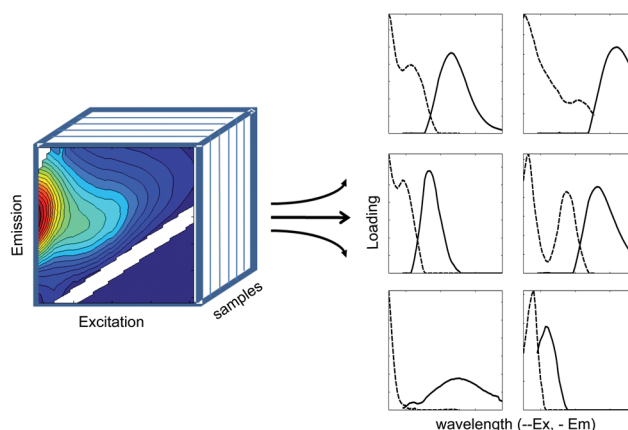 Emission
Excitation
samples
Loading
wavelength (--Ex, - Em)